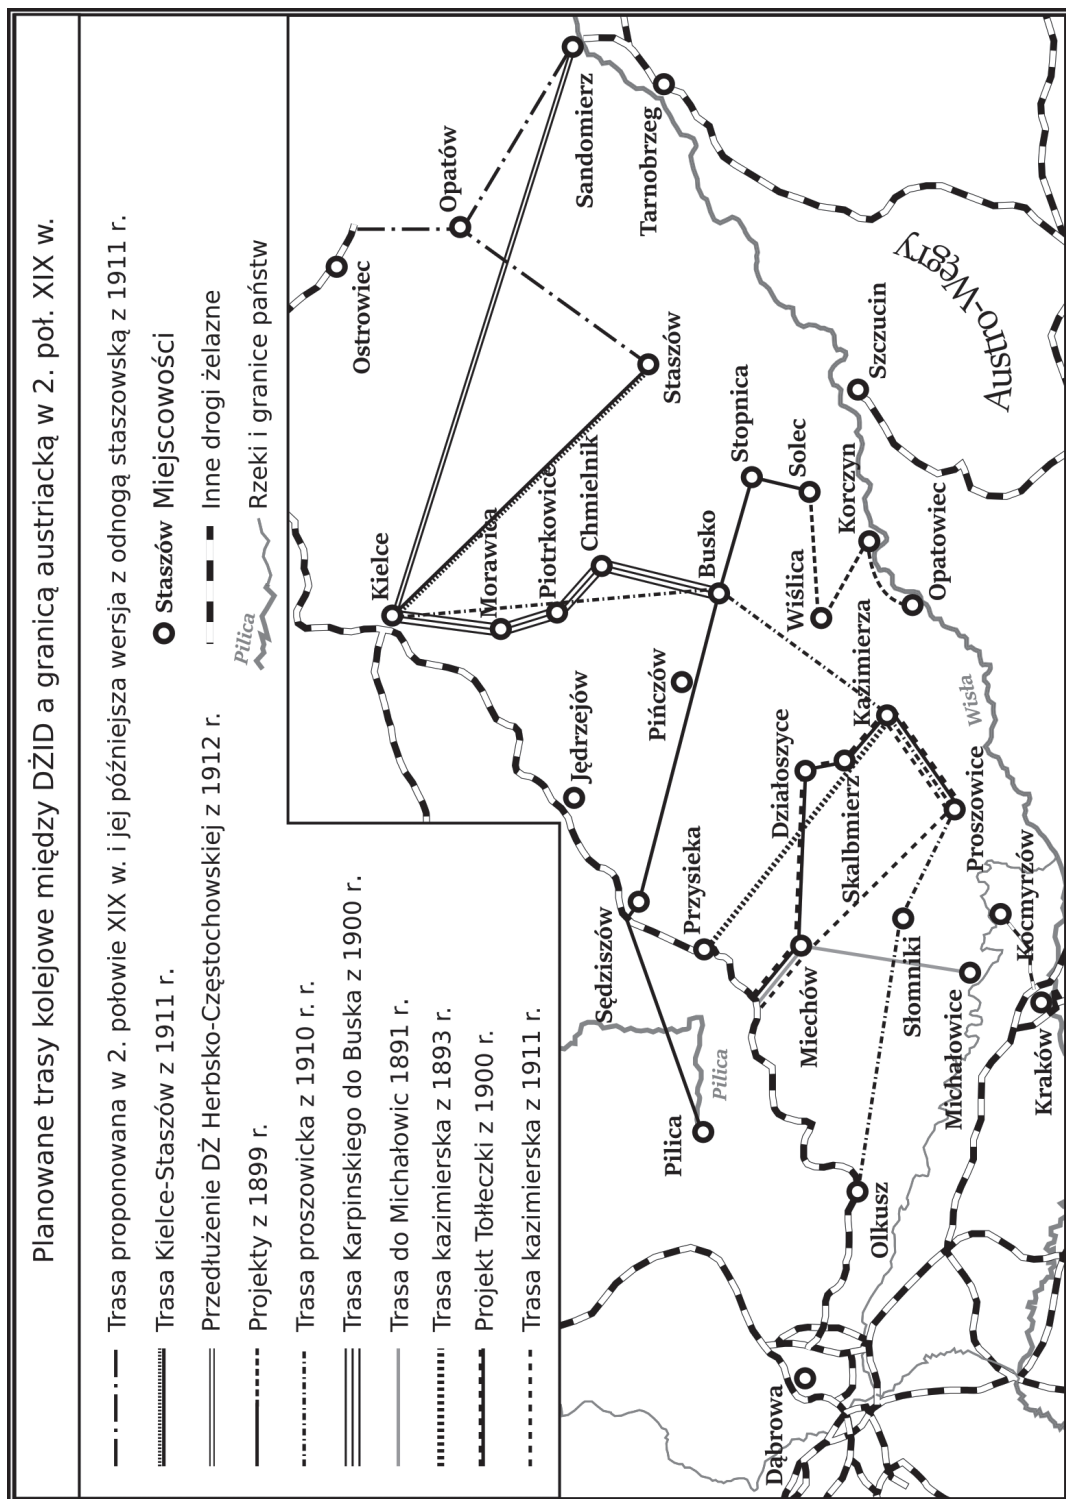 Planowane trasy kolejowe między DŻID a granicą austriacką w 2. poł. XIX w.
Trasa proponowana w 2. połowie XIX w. i jej późniejsza wersja z odnogą staszowską z 1911 r.
Trasa Kielce-Staszów z 1911 r.
Przedłużenie DŻ Herbsko-Częstochowskiej z 1912 r.
Projekty z 1899 r.
Trasa proszowicka z 1910 r. r.
Trasa Karpinskiego do Buska z 1900 r.
Trasa do Michałowic 1891 r.
Trasa kazimierska z 1893 r.
Projekt Tołłeczki z 1900 r.
Trasa kazimierska z 1911 r.
Staszów Miejscowości
Inne drogi żelazne
Pilica Rzeki i granice państw
Ostrowiec
Opatów
Sandomierz
Tarnobrzeg
Kielce
Morawica
Piotrkowice
Chmielnik
Staszów
Stopnica
Solec
Busko
Wiślica
Korczyn
Szczucin
Opatowiec
Austro-Węgry
Jędrzejów
Pińczów
Kaźimierza
Działoszyce
Skalbmierz
Wisła
Proszowice
Sędziszów
Przysieka
Miechów
Słomniki
Kocmyrzów
Michałowice
Kraków
Pilica
Pilica
Olkusz
Dąbrowa